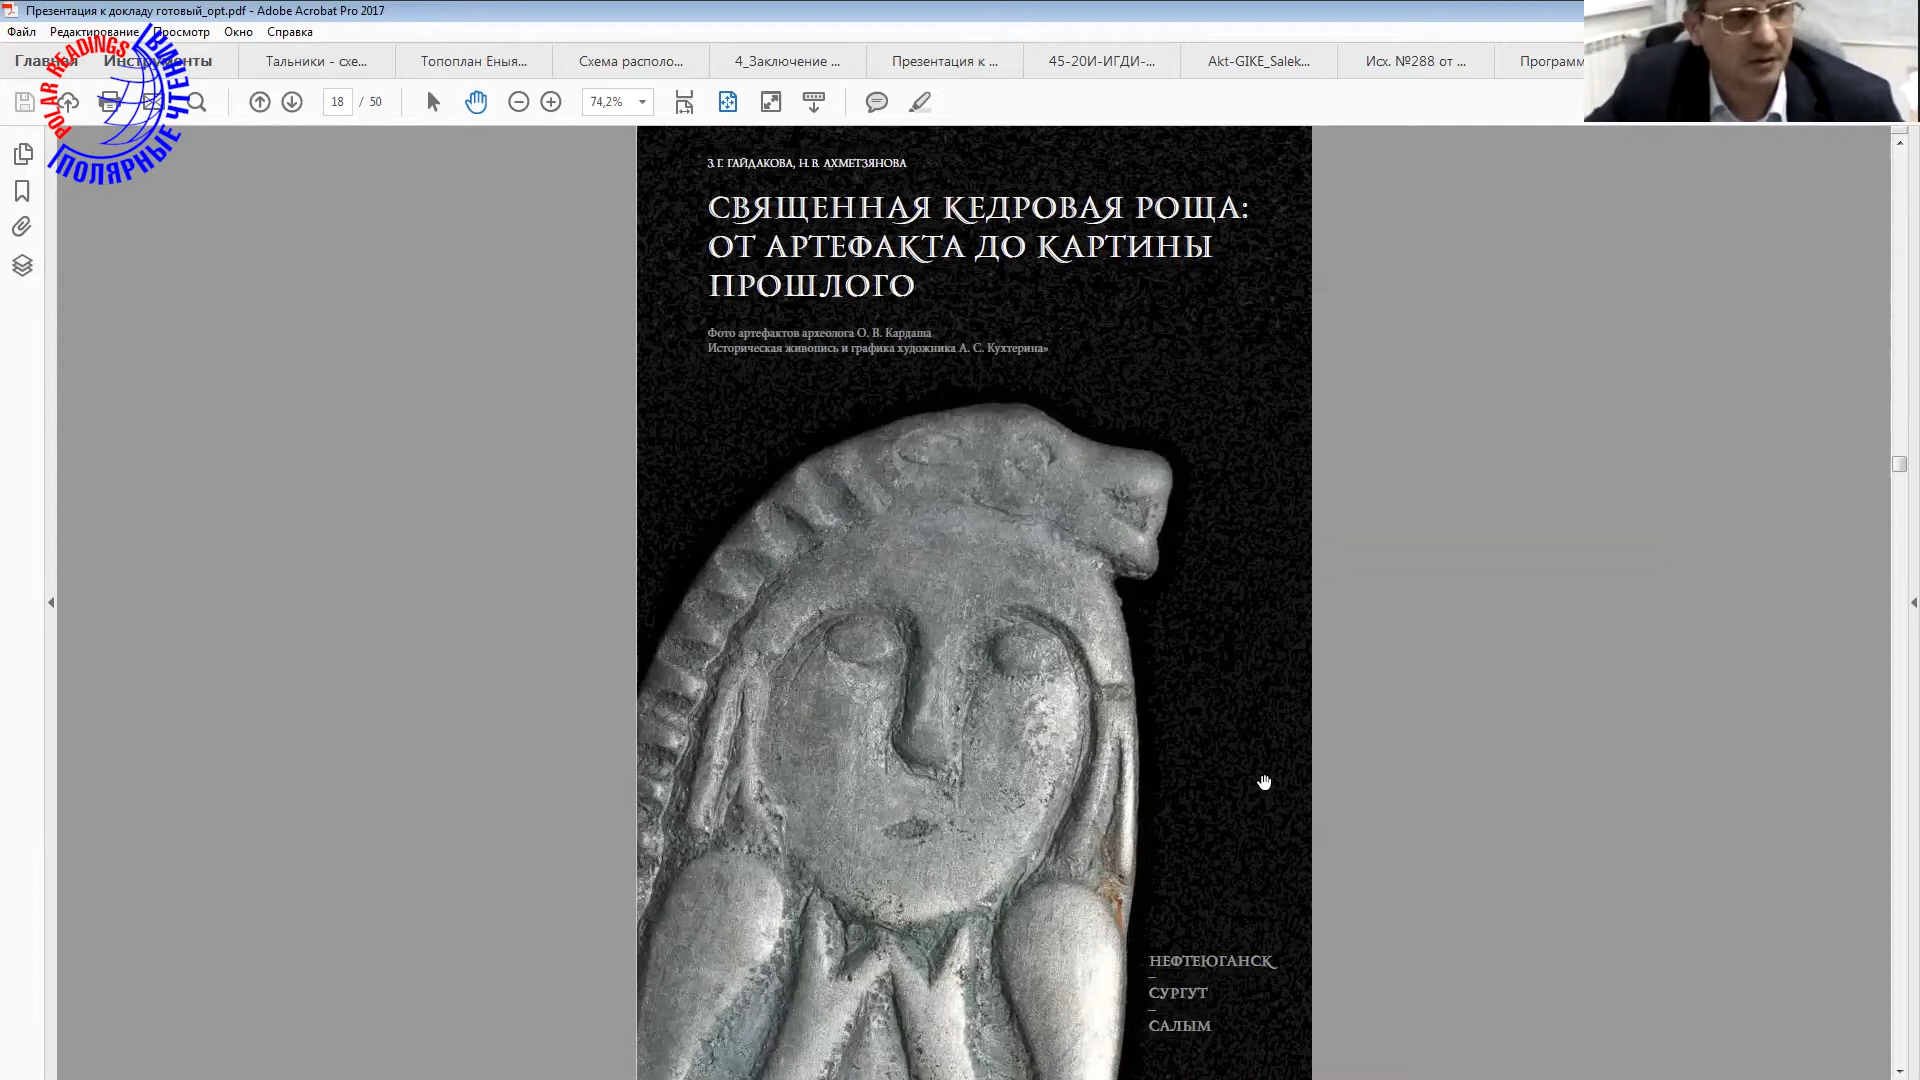 Презентация к докладу готовый_opt.pdf - Adobe Acrobat Pro 2017
Файл Редактирование Просмотр Окно Справка
Главная Инструменты Тальники - схе... Топоплан Еныя... Схема располо... 4_Заключение ... Презентация к ... 45-20И-ИГДИ-... Akt-GIKE_Salek... Исх. №288 от ... Программ
18 / 50 74,2%
POLAR READINGS
ПОЛЯРНЫЕ ЧТЕНИЯ
З. Г. ГАЙДАКОВА, Н. В. АХМЕТЗЯНОВА
СВЯЩЕННАЯ КЕДРОВАЯ РОЩА:
ОТ АРТЕФАКТА ДО КАРТИНЫ
ПРОШЛОГО
Фото артефактов археолога О. В. Кардаша
Историческая живопись и графика художника А. С. Кухтерина»
НЕФТЕЮГАНСК
–
СУРГУТ
–
САЛЫМ